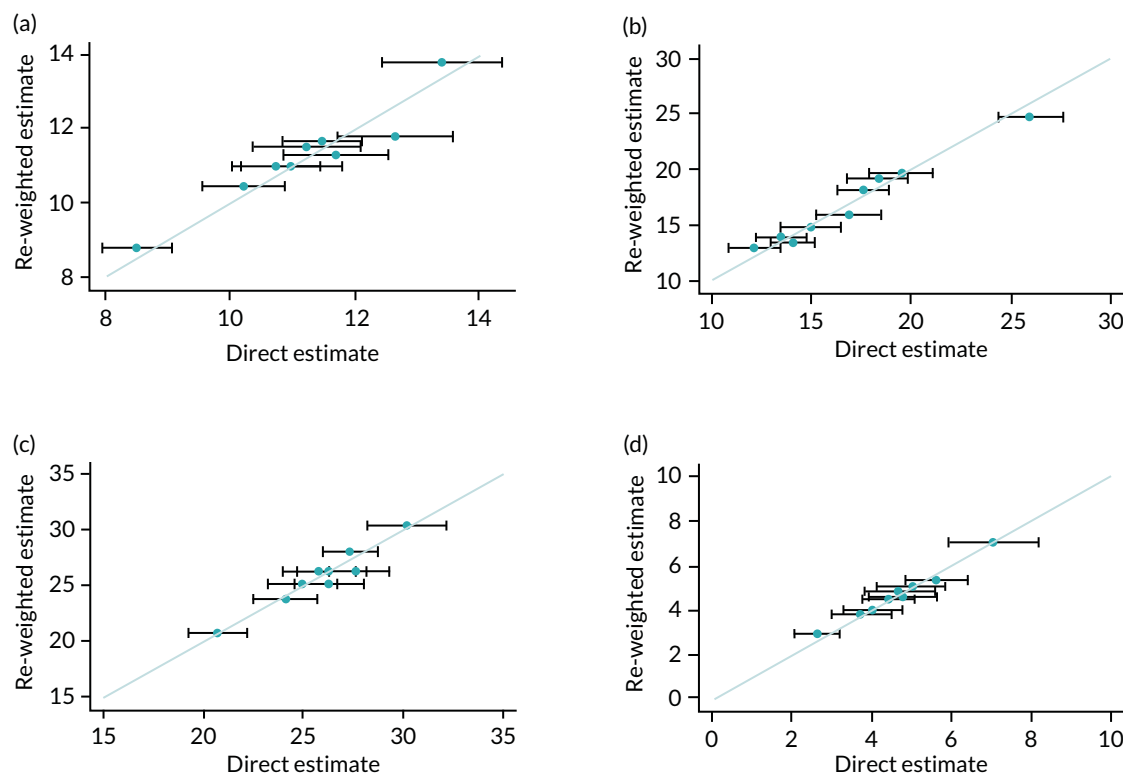 (a)
Re-weighted estimate
14
12
10
8
8 10 12 14
Direct estimate
(b)
Re-weighted estimate
30
25
20
15
10
10 15 20 25 30
Direct estimate
(c)
Re-weighted estimate
35
30
25
20
15
15 20 25 30 35
Direct estimate
(d)
Re-weighted estimate
10
8
6
4
2
0
0 2 4 6 8 10
Direct estimate